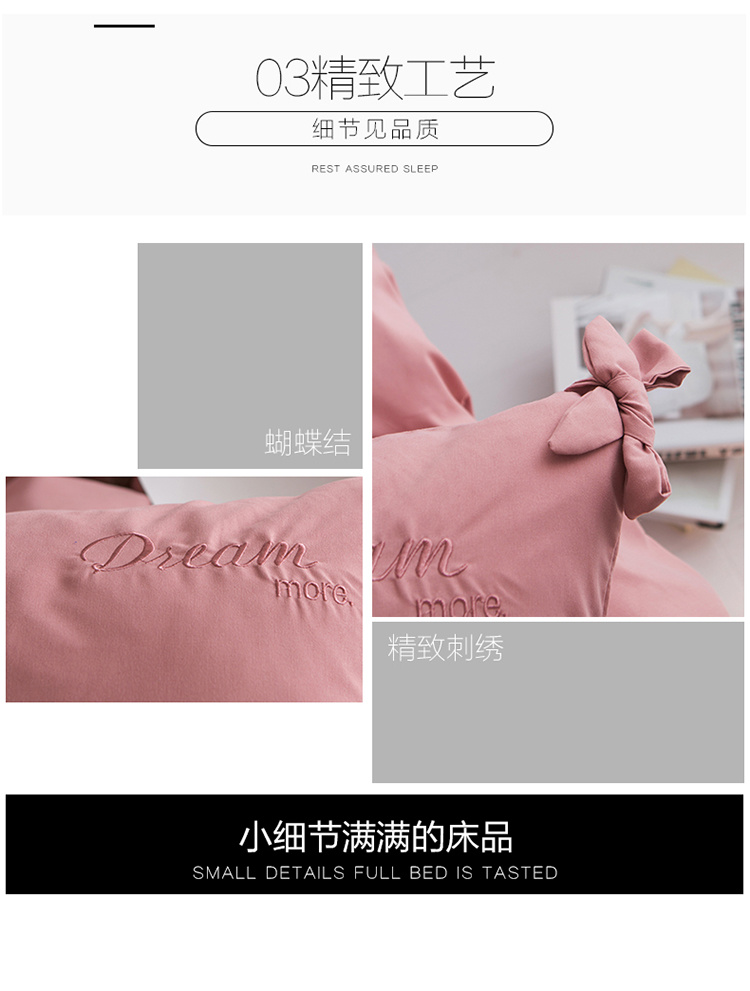 03精致工艺
细节见品质
REST ASSURED SLEEP
蝴蝶结
Dream
more.
am
more.
精致刺绣
小细节满满的床品
SMALL DETAILS FULL BED IS TASTED